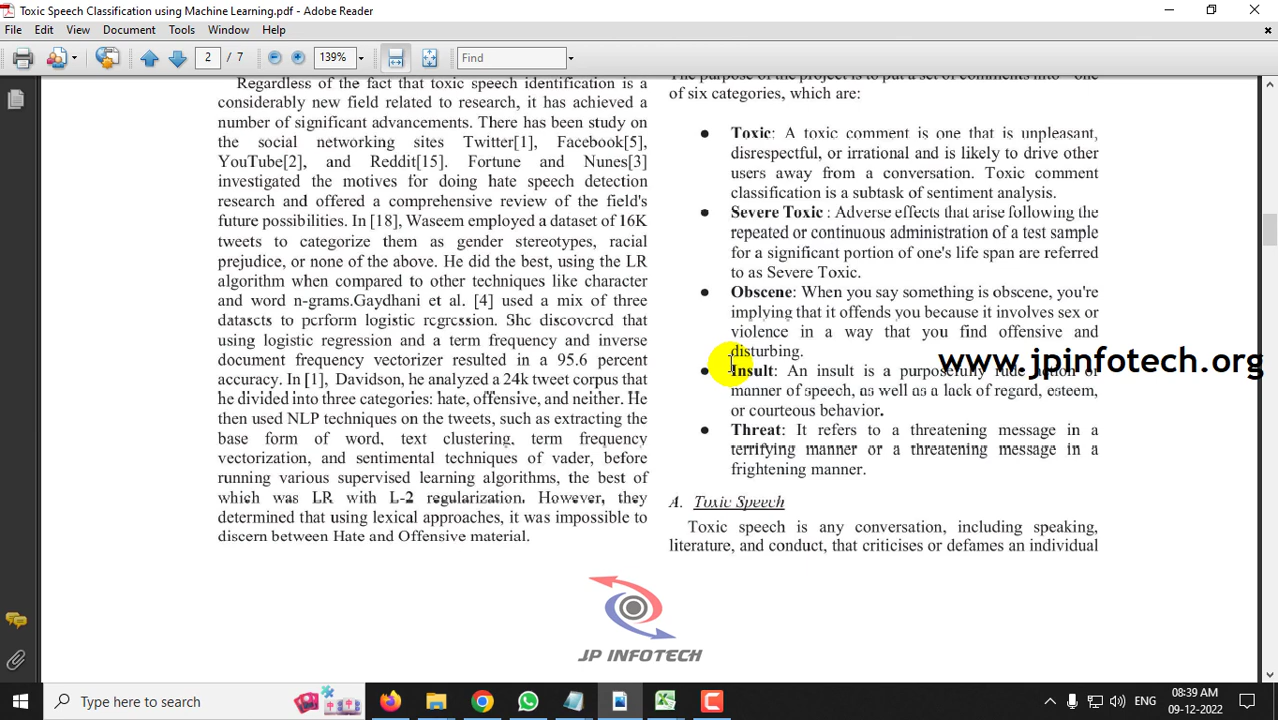 Toxic Speech Classification using Machine Learning.pdf - Adobe Reader
File Edit View Document Tools Window Help
2 / 7 139% Find
Regardless of the fact that toxic speech identification is a
considerably new field related to research, it has achieved a
number of significant advancements. There has been study on
the social networking sites Twitter[1], Facebook[5],
YouTube[2], and Reddit[15]. Fortune and Nunes[3]
investigated the motives for doing hate speech detection
research and offered a comprehensive review of the field's
future possibilities. In [18], Waseem employed a dataset of 16K
tweets to categorize them as gender stereotypes, racial
prejudice, or none of the above. He did the best, using the LR
algorithm when compared to other techniques like character
and word n-grams.Gaydhani et al. [4] used a mix of three
datasets to perform logistic regression. She discovered that
using logistic regression and a term frequency and inverse
document frequency vectorizer resulted in a 95.6 percent
accuracy. In [1], Davidson, he analyzed a 24k tweet corpus that
he divided into three categories: hate, offensive, and neither. He
then used NLP techniques on the tweets, such as extracting the
base form of word, text clustering, term frequency
vectorization, and sentimental techniques of vader, before
running various supervised learning algorithms, the best of
which was LR with L-2 regularization. However, they
determined that using lexical approaches, it was impossible to
discern between Hate and Offensive material.
The purpose of the project is to put a set of comments into one
of six categories, which are:
● Toxic: A toxic comment is one that is unpleasant,
disrespectful, or irrational and is likely to drive other
users away from a conversation. Toxic comment
classification is a subtask of sentiment analysis.
● Severe Toxic : Adverse effects that arise following the
repeated or continuous administration of a test sample
for a significant portion of one's life span are referred
to as Severe Toxic.
● Obscene: When you say something is obscene, you're
implying that it offends you because it involves sex or
violence in a way that you find offensive and
disturbing.
● Insult: An insult is a purposefully rude action or
manner of speech, as well as a lack of regard, esteem,
or courteous behavior.
● Threat: It refers to a threatening message in a
terrifying manner or a threatening message in a
frightening manner.
A. Toxic Speech
Toxic speech is any conversation, including speaking,
literature, and conduct, that criticises or defames an individual
www.jpinfotech.org
JP INFOTECH
Type here to search
ENG
08:39 AM
09-12-2022